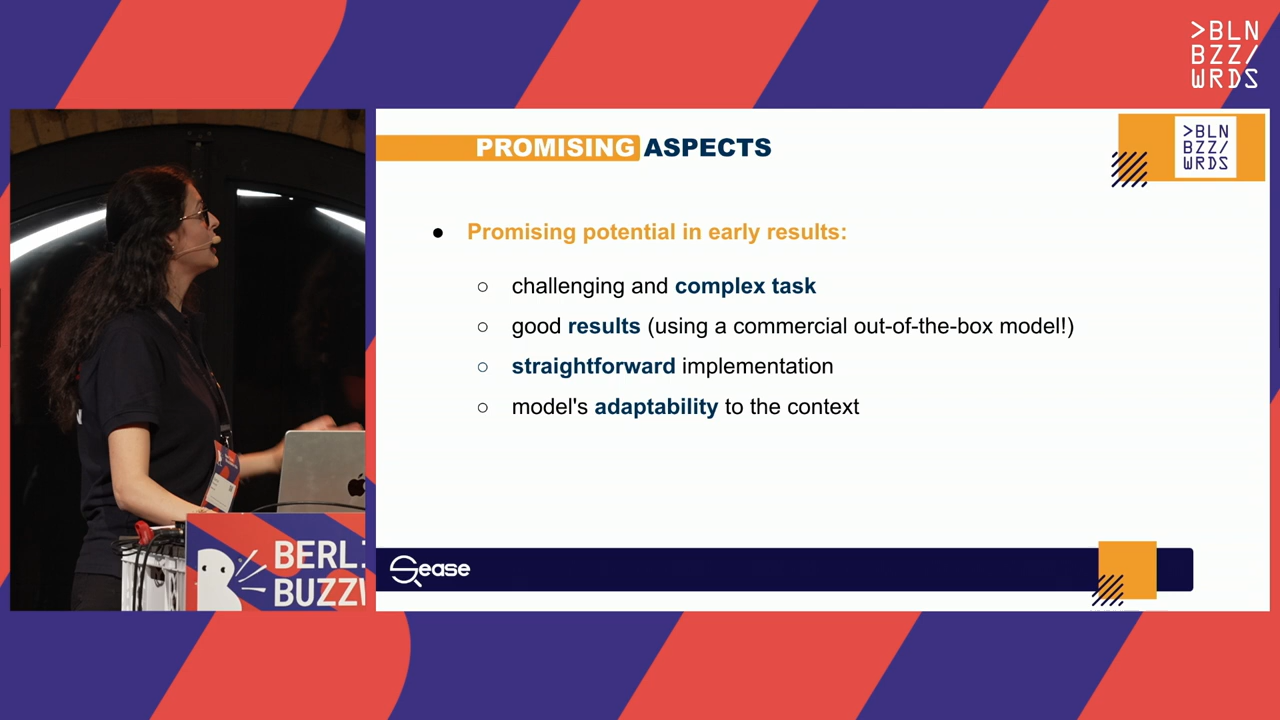 >BLN
BZZ/
WRDS
PROMISING ASPECTS
>BLN
BZZ/
WRDS
● Promising potential in early results:
○ challenging and complex task
○ good results (using a commercial out-of-the-box model!)
○ straightforward implementation
○ model's adaptability to the context
BERLI
BUZZW
Sease